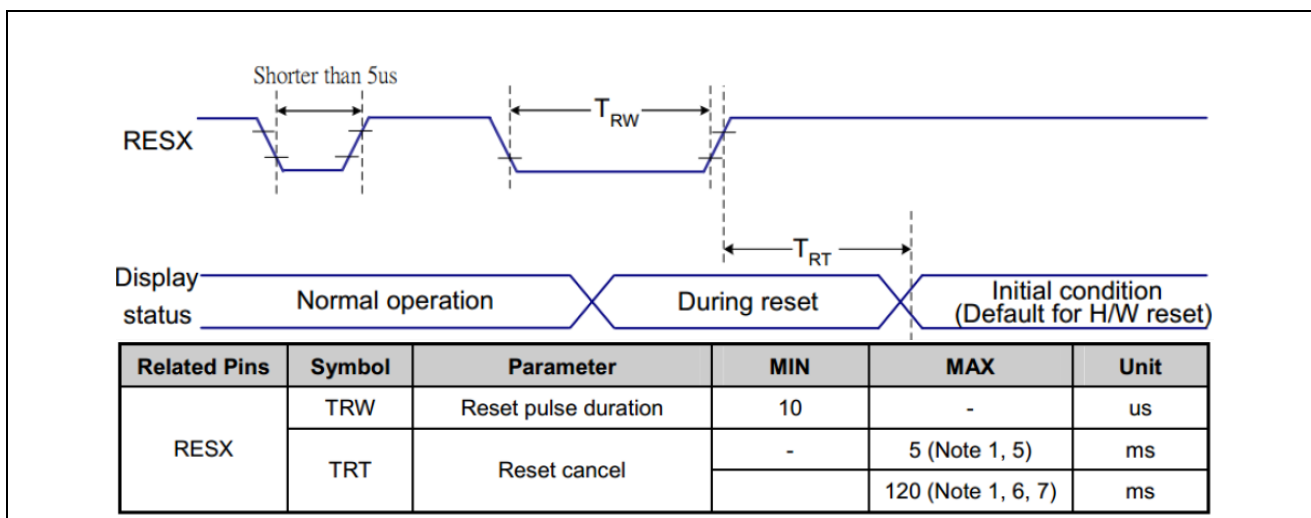 Shorter than 5us
RESX
TRW
TRT
Display
status
Normal operation
During reset
Initial condition
(Default for H/W reset)
Related Pins Symbol Parameter MIN MAX Unit
RESX TRW Reset pulse duration 10 - us
TRT Reset cancel - 5 (Note 1, 5) ms
120 (Note 1, 6, 7) ms